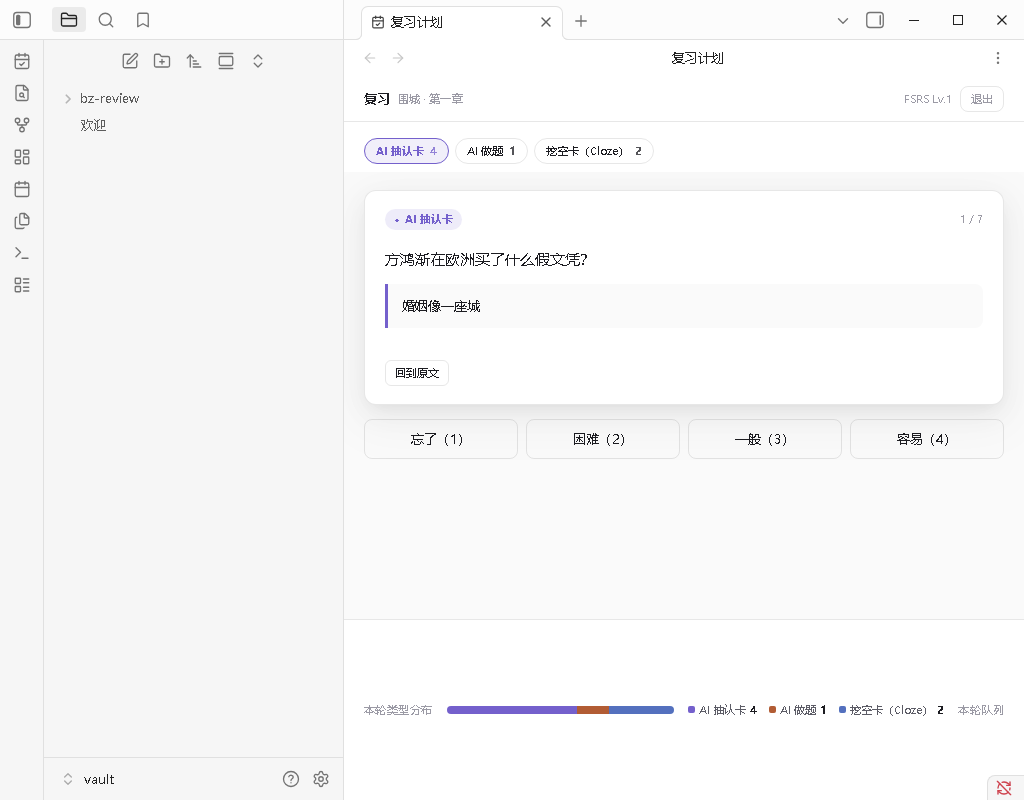 复习计划
复习计划
bz-review
欢迎
复习 围城 · 第一章
FSRS Lv.1 退出
AI 抽认卡 4 AI 做题 1 挖空卡（Cloze） 2
• AI 抽认卡 1 / 7
方鸿渐在欧洲买了什么假文凭？
婚姻像一座城
回到原文
忘了（1） 困难（2） 一般（3） 容易（4）
本轮类型分布 AI 抽认卡 4 AI 做题 1 挖空卡（Cloze） 2 本轮队列
vault